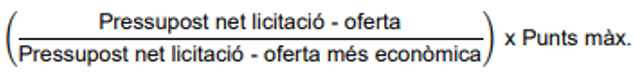 Pressupost net licitació - oferta
Pressupost net licitació - oferta més econòmica
x Punts màx.